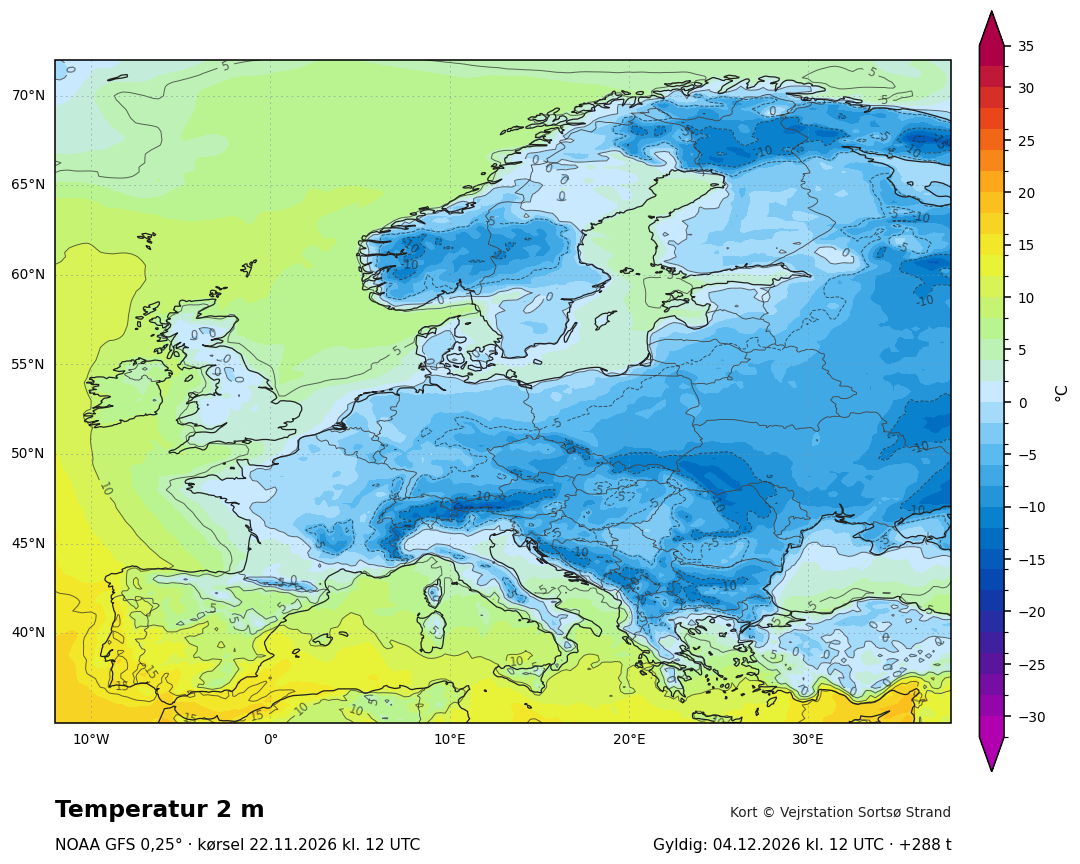 70°N
65°N
60°N
55°N
50°N
45°N
40°N
10°W
0°
10°E
20°E
30°E
35
30
25
20
15
10
5
0
−5
−10
−15
−20
−25
−30
°C
Temperatur 2 m
Kort © Vejrstation Sortsø Strand
NOAA GFS 0,25° · kørsel 22.11.2026 kl. 12 UTC
Gyldig: 04.12.2026 kl. 12 UTC · +288 t